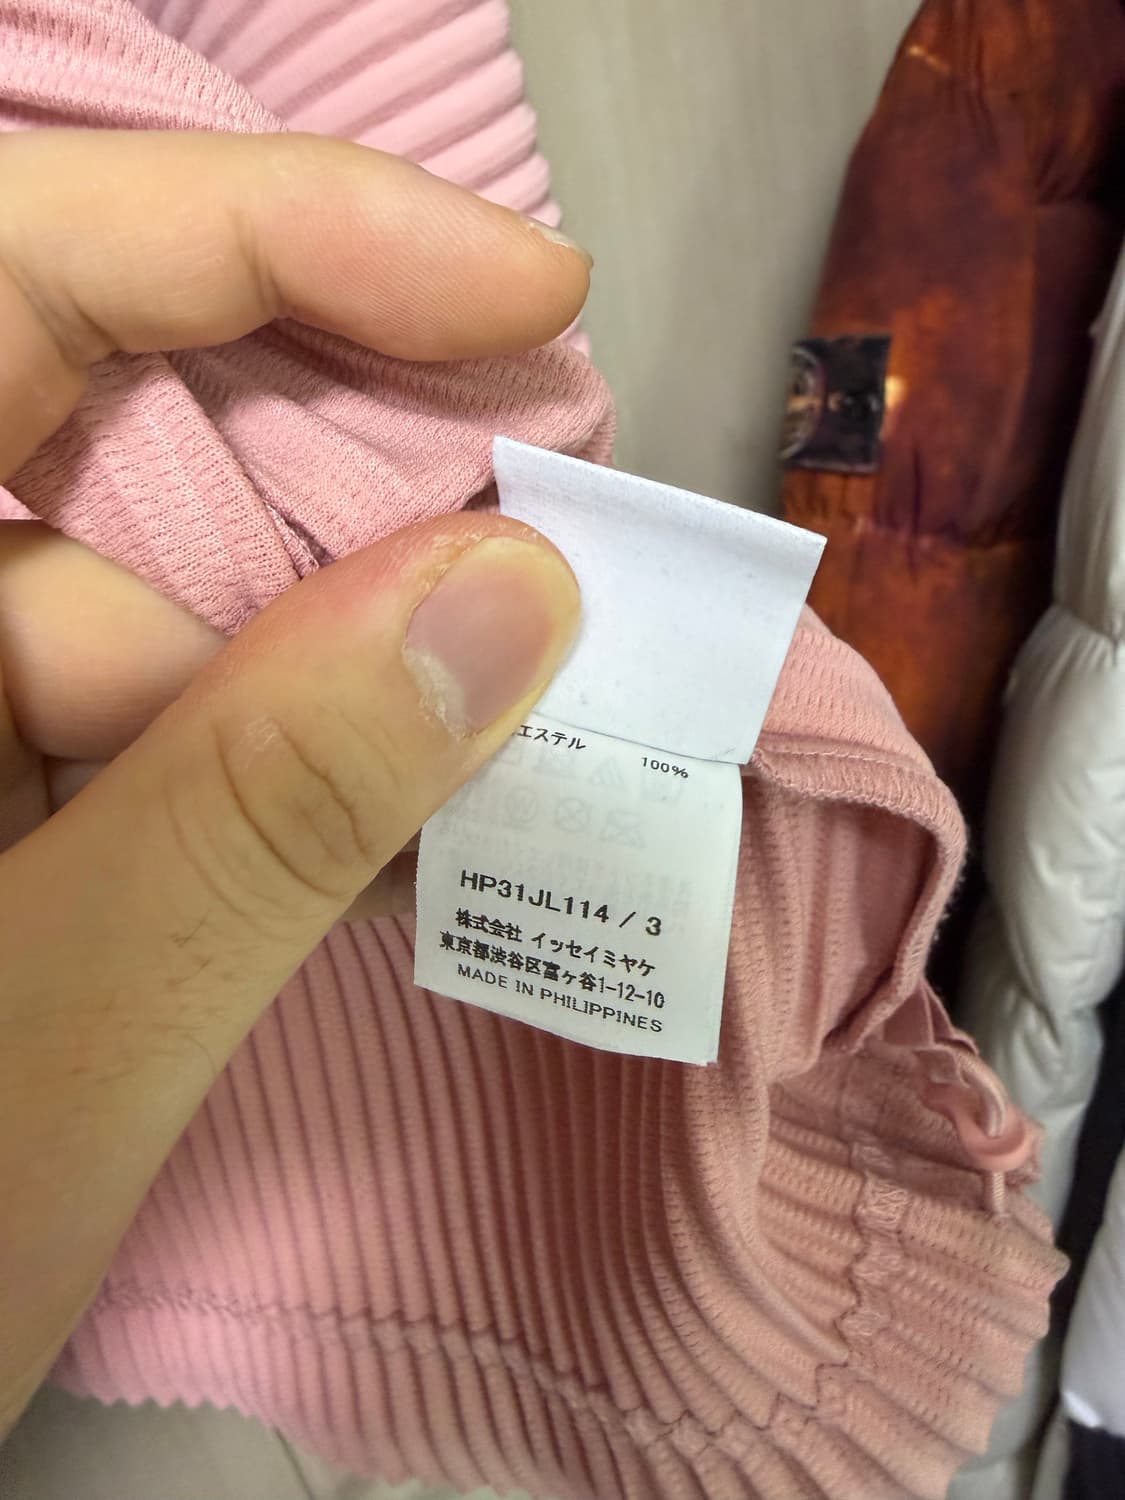 エステル
100%
HP31JL114 / 3
株式会社 イッセイミヤケ
東京都渋谷区富ヶ谷1-12-10
MADE IN PHILIPPINES